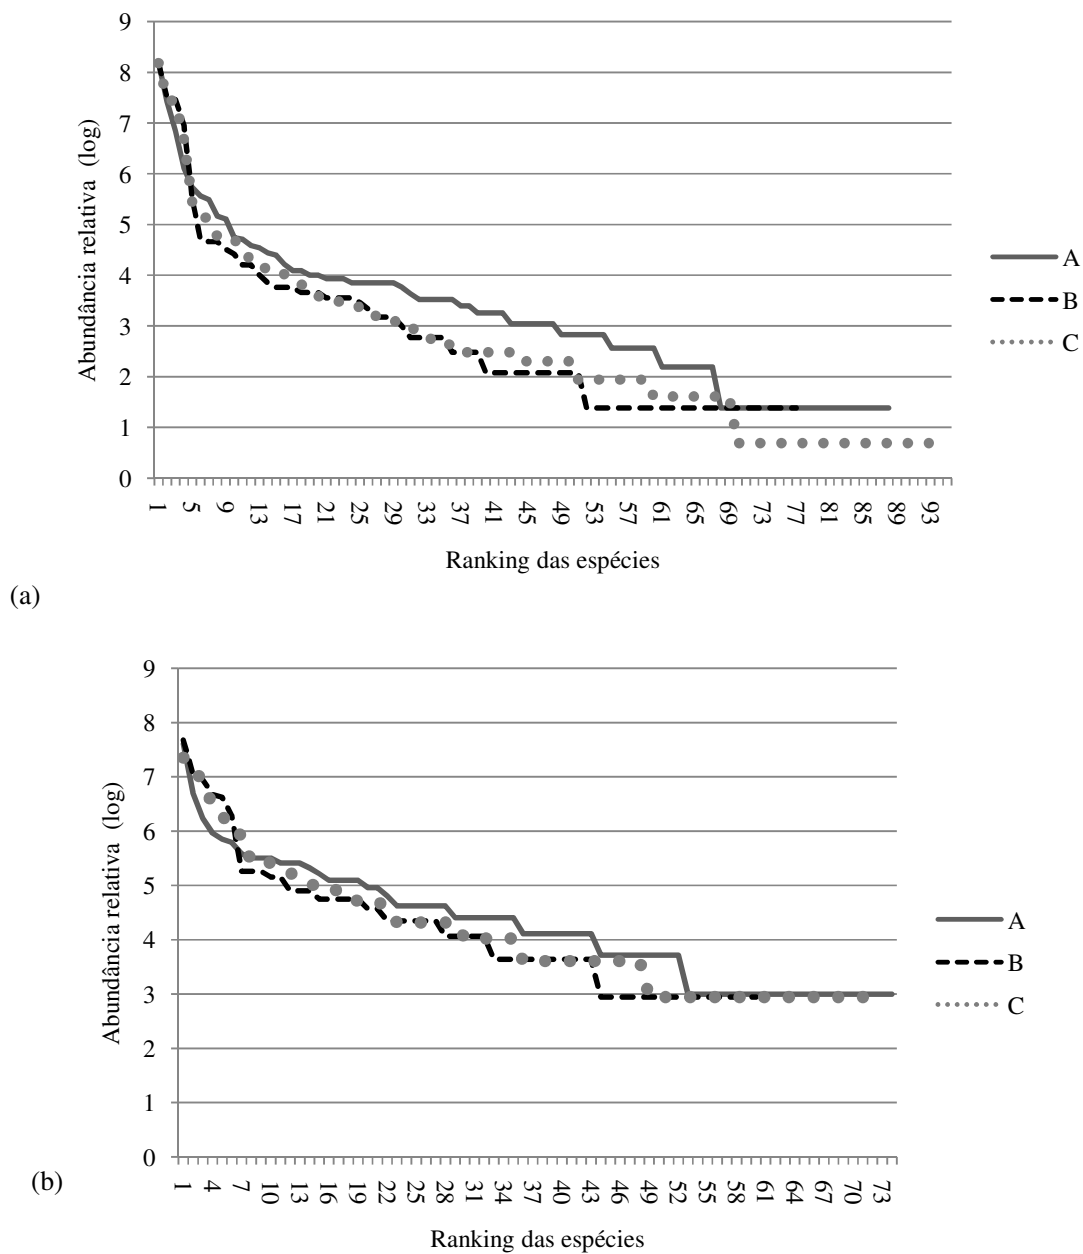 9
8
7
6
5
4
3
2
1
0
Abundância relativa (log)
1 5 9 13 17 21 25 29 33 37 41 45 49 53 57 61 65 69 73 77 81 85 89 93
Ranking das espécies
A
B
C
(a)
9
8
7
6
5
4
3
2
1
0
Abundância relativa (log)
1 4 7 10 13 16 19 22 25 28 31 34 37 40 43 46 49 52 55 58 61 64 67 70 73
Ranking das espécies
A
B
C
(b)